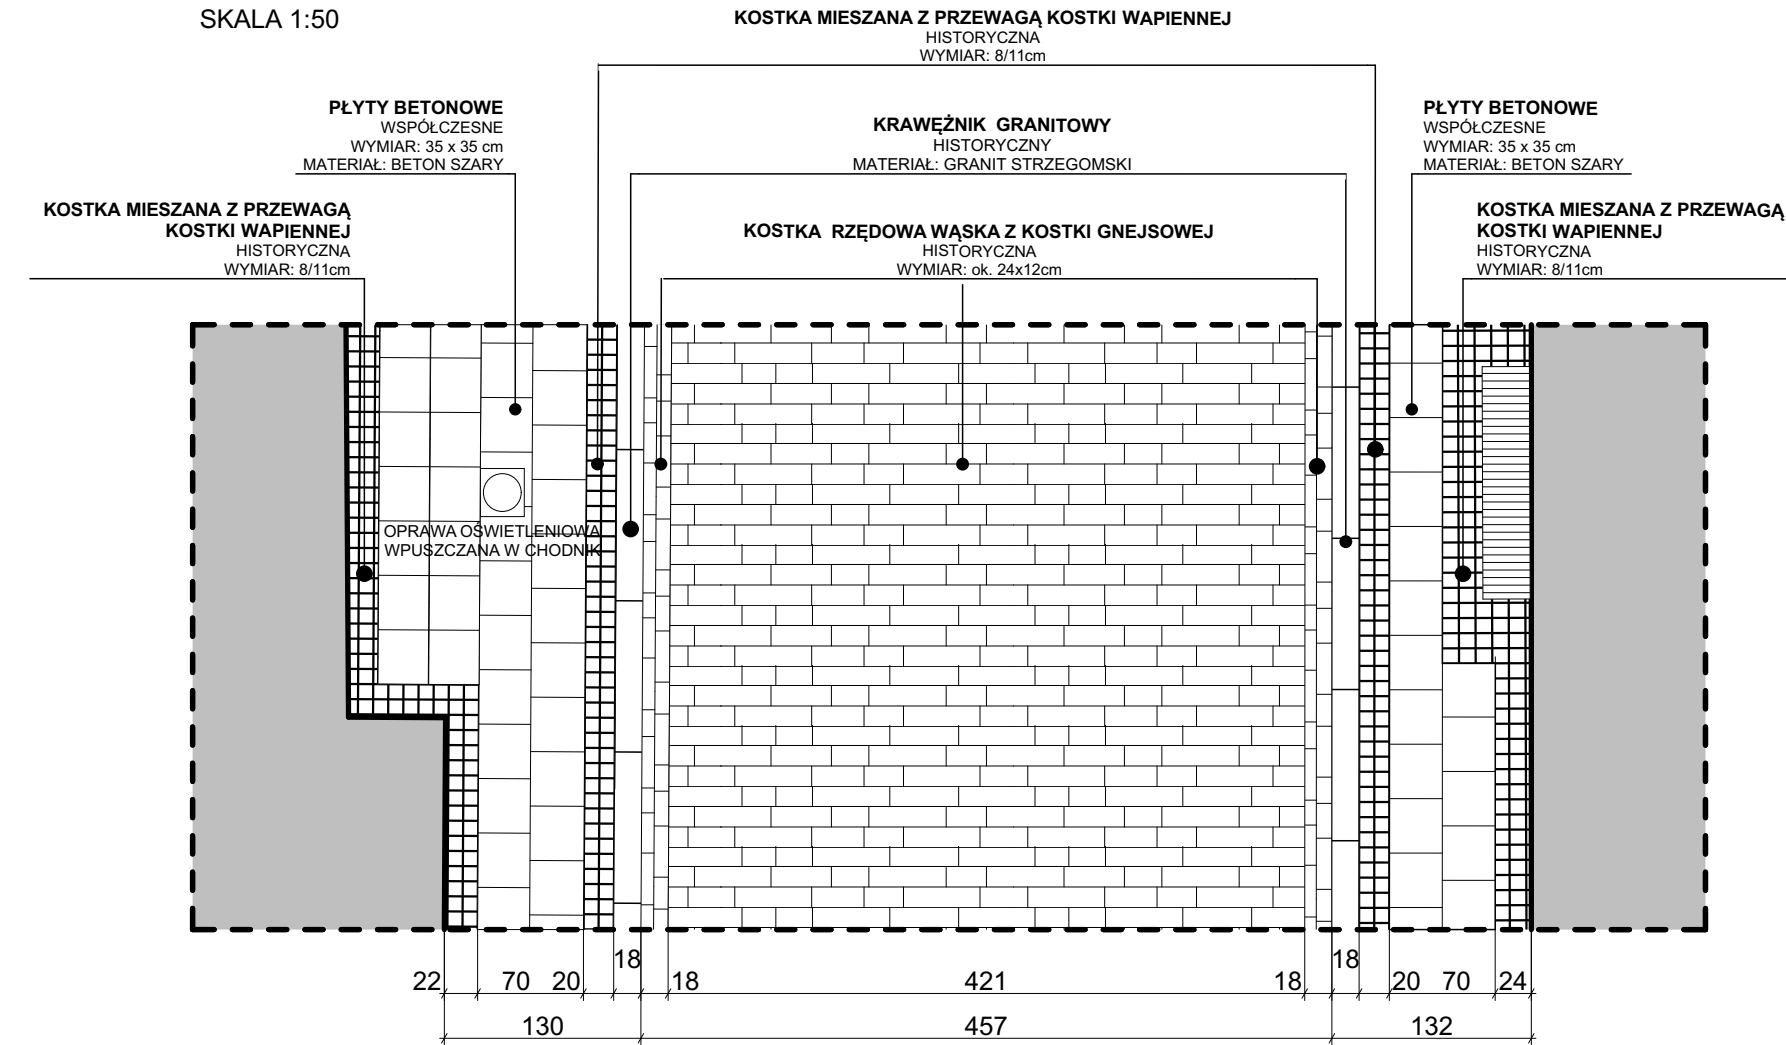 SKALA 1:50
KOSTKA MIESZANA Z PRZEWAGĄ KOSTKI WAPIENNEJ
HISTORYCZNA
WYMIAR: 8/11cm
PŁYTY BETONOWE
WSPÓŁCZESNE
WYMIAR: 35 x 35 cm
MATERIAŁ: BETON SZARY
KRAWĘŻNIK GRANITOWY
HISTORYCZNY
MATERIAŁ: GRANIT STRZEGOMSKI
PŁYTY BETONOWE
WSPÓŁCZESNE
WYMIAR: 35 x 35 cm
MATERIAŁ: BETON SZARY
KOSTKA MIESZANA Z PRZEWAGĄ
KOSTKI WAPIENNEJ
HISTORYCZNA
WYMIAR: 8/11cm
KOSTKA RZĘDOWA WĄSKA Z KOSTKI GNEJSOWEJ
HISTORYCZNA
WYMIAR: ok. 24x12cm
KOSTKA MIESZANA Z PRZEWAGĄ
KOSTKI WAPIENNEJ
HISTORYCZNA
WYMIAR: 8/11cm
OPRAWA OŚWIETLENIOWA
WPUSZCZANA W CHODNIK
22 70 20 18 18 421 18 18 20 70 24
130 457 132